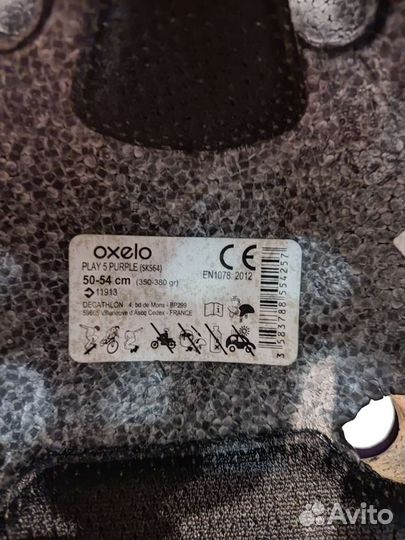 oxelo
PLAY 5 PURPLE (SK564)
50-54 cm (350-380 gr)
11913
DECATHLON 4, bd de Mons - BP299
59665 Villeneuve d'Ascq Cedex - FRANCE
CE
EN1078: 2012
3 583788 554257
Avito